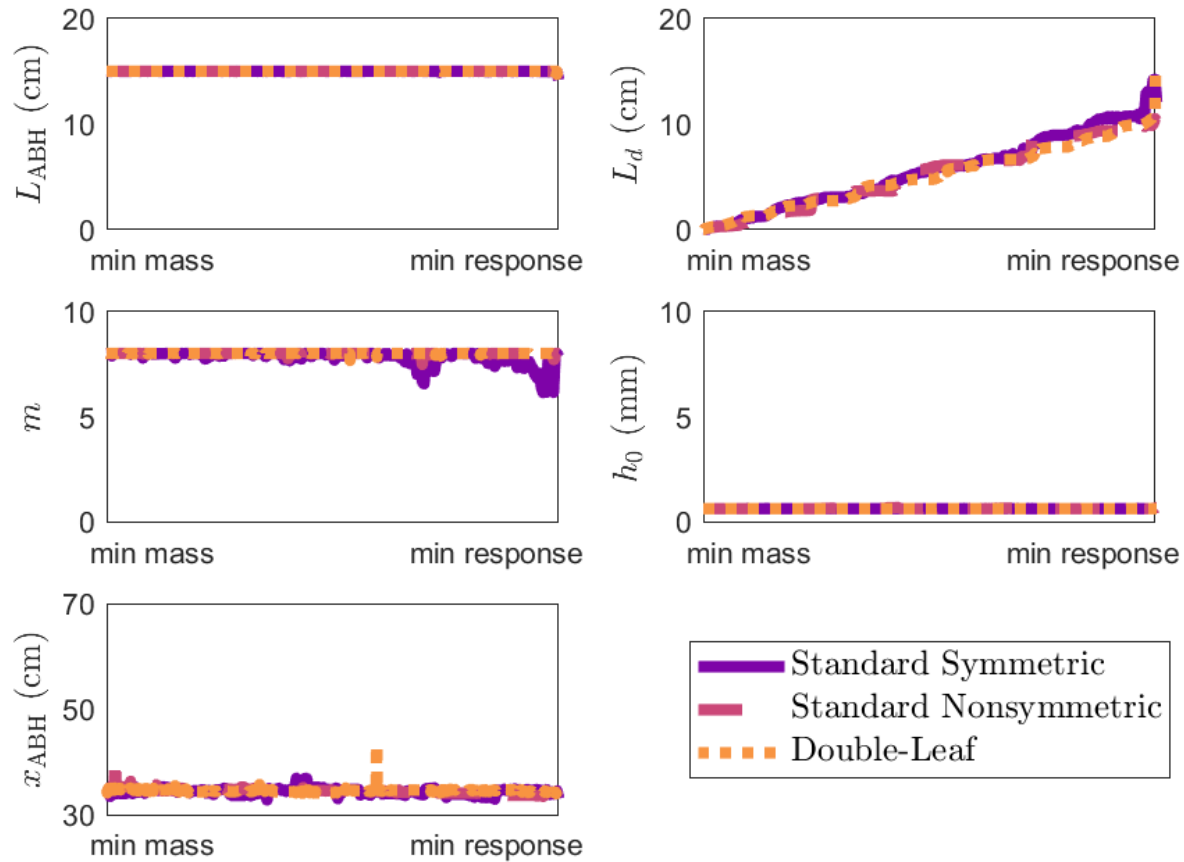 20
10
0
L_ABH (cm)
min mass
min response
20
10
0
L_d (cm)
min mass
min response
10
5
0
m
min mass
min response
10
5
0
h_0 (mm)
min mass
min response
70
50
30
x_ABH (cm)
min mass
min response
Standard Symmetric
Standard Nonsymmetric
Double-Leaf